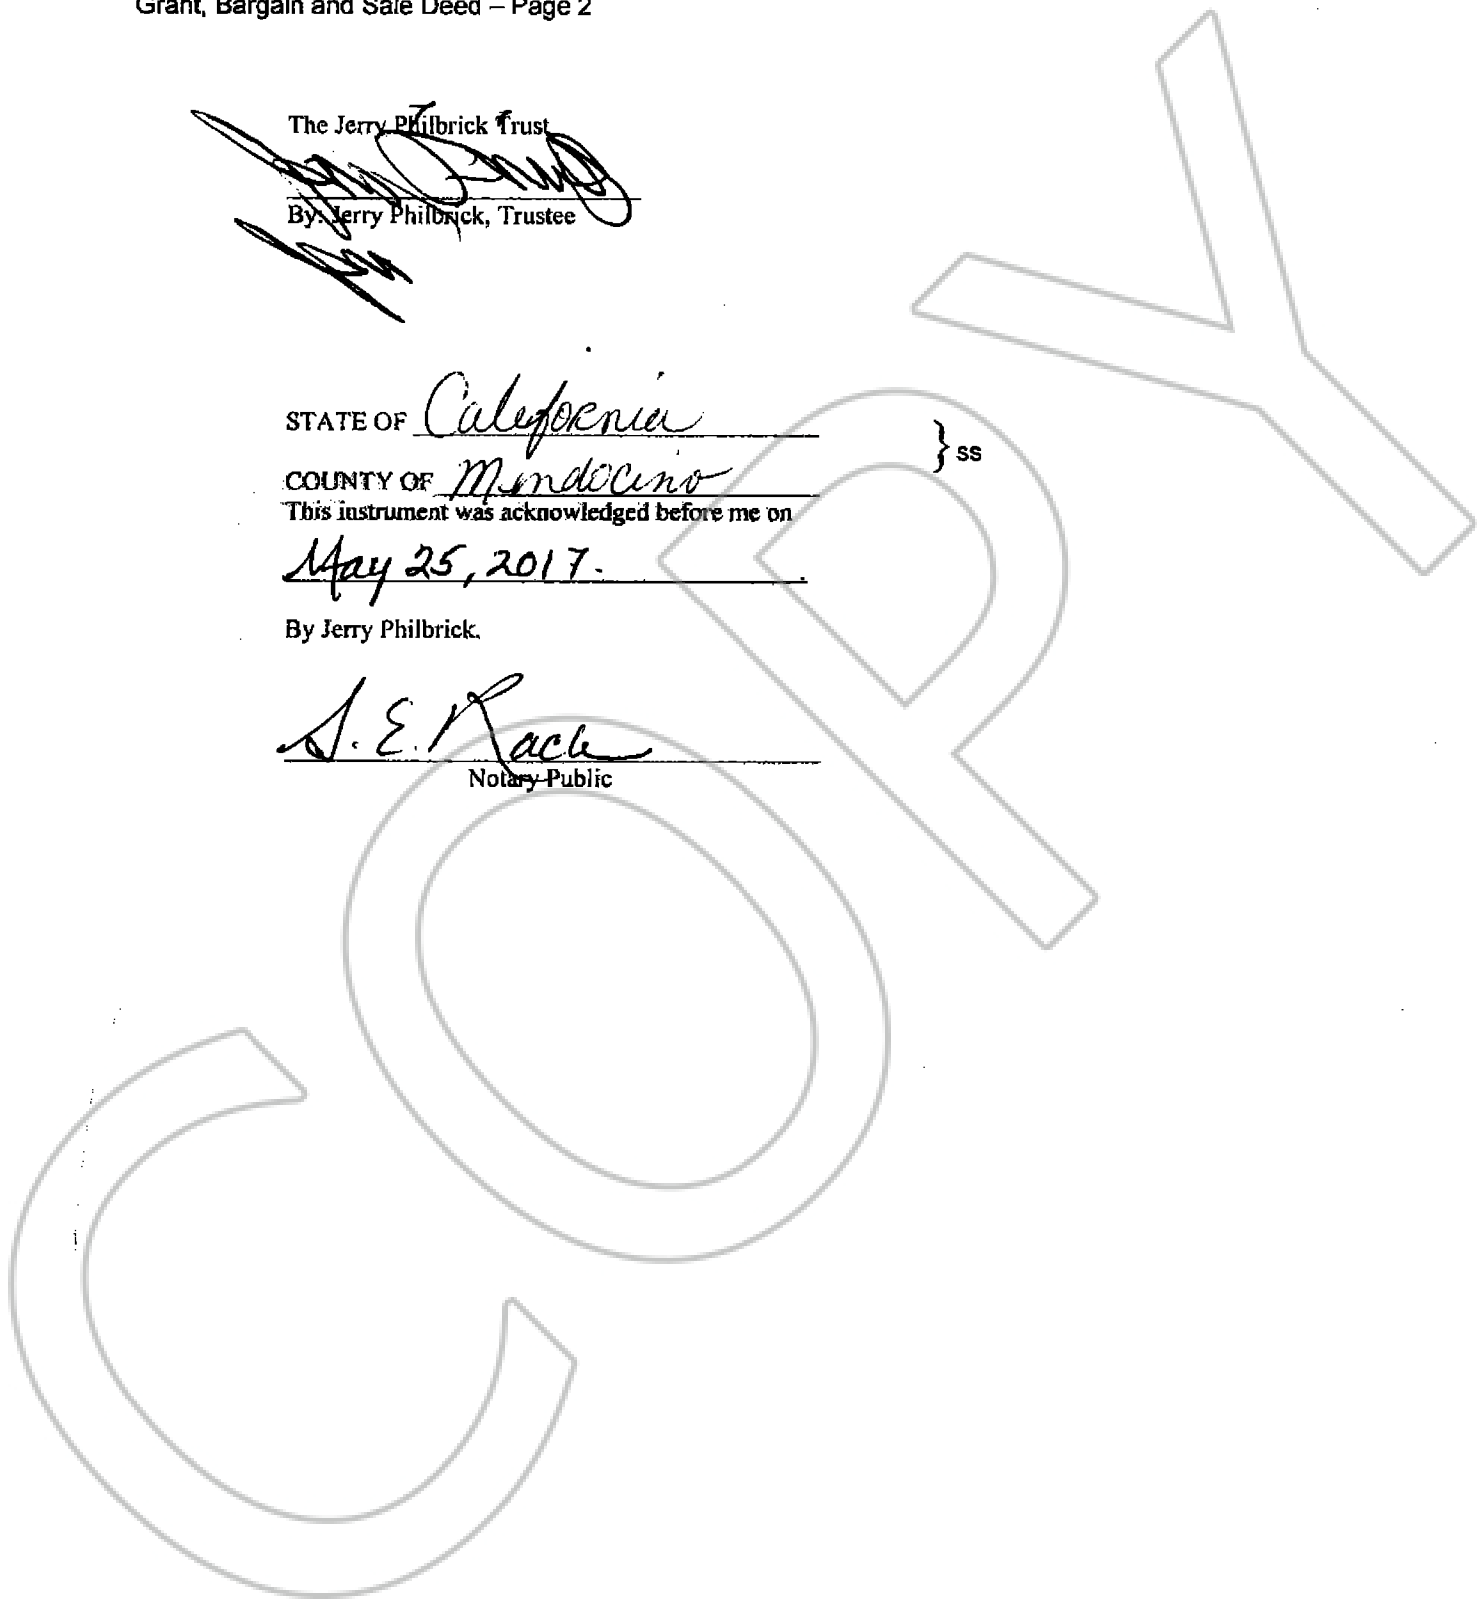 Grant, Bargain and Sale Deed – Page 2
The Jerry Philbrick Trust
By: Jerry Philbrick, Trustee
STATE OF California
} ss
COUNTY OF Mendocino
This instrument was acknowledged before me on
May 25, 2017.
By Jerry Philbrick.
S. E. Rack
Notary Public
COPY